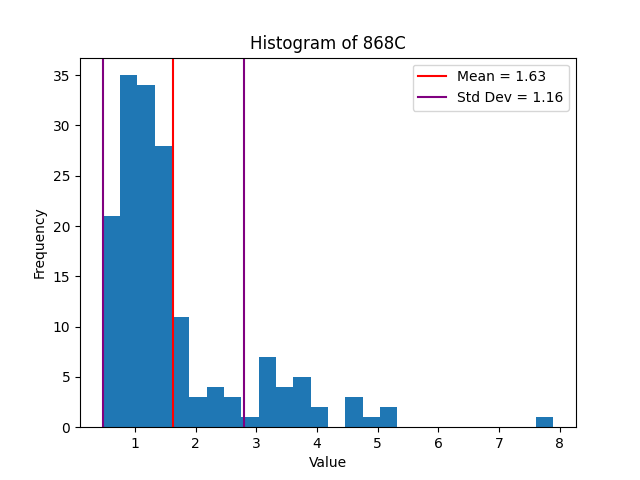 Histogram of 868C
Mean = 1.63
Std Dev = 1.16
35
30
25
20
15
10
5
0
Frequency
1 2 3 4 5 6 7 8
Value